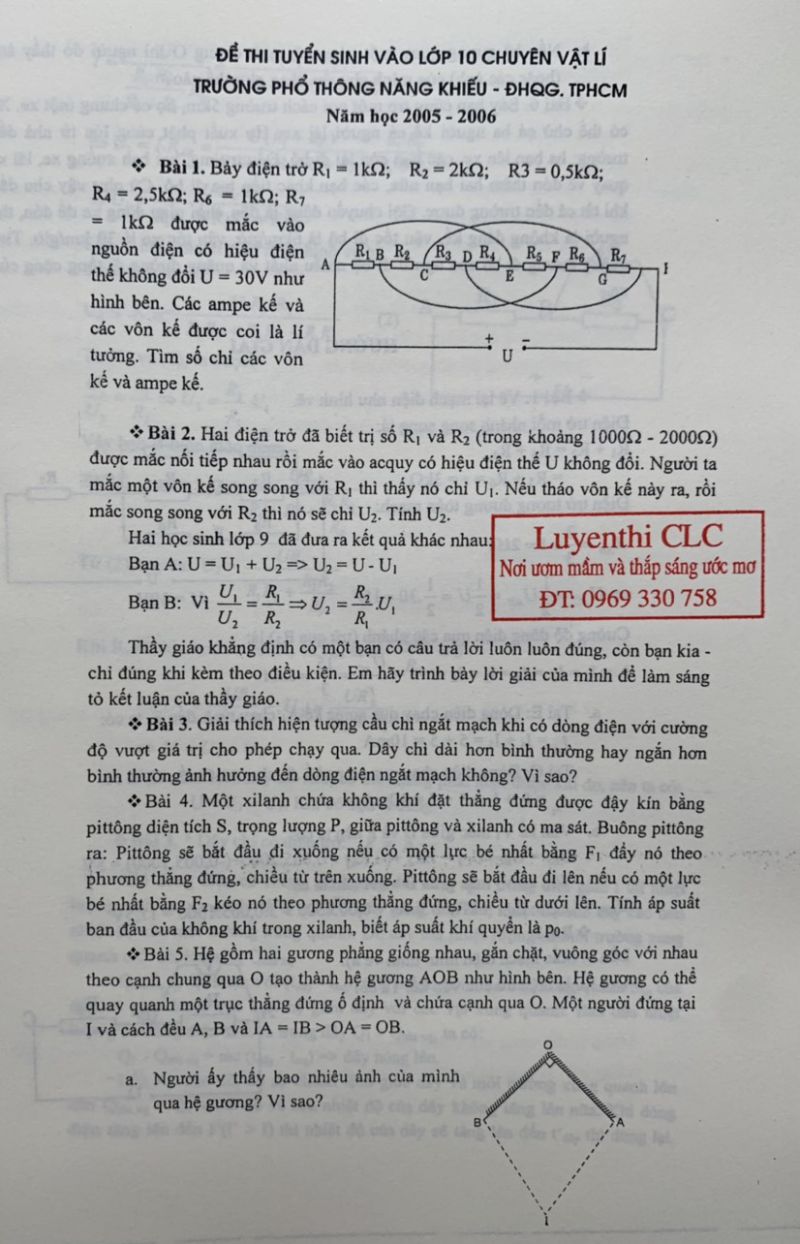 ĐỀ THI TUYỂN SINH VÀO LỚP 10 CHUYÊN VẬT LÍ
TRƯỜNG PHỔ THÔNG NĂNG KHIẾU - ĐHQG. TPHCM
Năm học 2005 - 2006
❖ Bài 1. Bảy điện trở R₁ = 1kΩ; R₂ = 2kΩ; R3 = 0,5kΩ;
R₄ = 2,5kΩ; R₆ = 1kΩ; R₇
= 1kΩ được mắc vào
nguồn điện có hiệu điện
thế không đổi U = 30V như
hình bên. Các ampe kế và
các vôn kế được coi là lí
tưởng. Tìm số chỉ các vôn
kế và ampe kế.
A R₁ B R₂ C R₃ D R₄ E R₅ F R₆ G R₇
+ −
U
❖ Bài 2. Hai điện trở đã biết trị số R₁ và R₂ (trong khoảng 1000Ω - 2000Ω)
được mắc nối tiếp nhau rồi mắc vào acquy có hiệu điện thế U không đổi. Người ta
mắc một vôn kế song song với R₁ thì thấy nó chỉ U₁. Nếu tháo vôn kế này ra, rồi
mắc song song với R₂ thì nó sẽ chỉ U₂. Tính U₂.
Hai học sinh lớp 9 đã đưa ra kết quả khác nhau:
Bạn A: U = U₁ + U₂ => U₂ = U - U₁
Bạn B: Vì U₁/U₂ = R₁/R₂ ⇒ U₂ = R₂/R₁ .U₁
Luyenthi CLC
Nơi ươm mầm và thắp sáng ước mơ
ĐT: 0969 330 758
Thầy giáo khẳng định có một bạn có câu trả lời luôn luôn đúng, còn bạn kia -
chỉ đúng khi kèm theo điều kiện. Em hãy trình bày lời giải của mình để làm sáng
tỏ kết luận của thầy giáo.
❖ Bài 3. Giải thích hiện tượng cầu chì ngắt mạch khi có dòng điện với cường
độ vượt giá trị cho phép chạy qua. Dây chì dài hơn bình thường hay ngắn hơn
bình thường ảnh hưởng đến dòng điện ngắt mạch không? Vì sao?
❖ Bài 4. Một xilanh chứa không khí đặt thẳng đứng được đậy kín bằng
pittông diện tích S, trọng lượng P, giữa pittông và xilanh có ma sát. Buông pittông
ra: Pittông sẽ bắt đầu đi xuống nếu có một lực bé nhất bằng F₁ đẩy nó theo
phương thẳng đứng, chiều từ trên xuống. Pittông sẽ bắt đầu đi lên nếu có một lực
bé nhất bằng F₂ kéo nó theo phương thẳng đứng, chiều từ dưới lên. Tính áp suất
ban đầu của không khí trong xilanh, biết áp suất khí quyển là p₀.
❖ Bài 5. Hệ gồm hai gương phẳng giống nhau, gắn chặt, vuông góc với nhau
theo cạnh chung qua O tạo thành hệ gương AOB như hình bên. Hệ gương có thể
quay quanh một trục thẳng đứng ố định và chứa cạnh qua O. Một người đứng tại
I và cách đều A, B và IA = IB > OA = OB.
a. Người ấy thấy bao nhiêu ảnh của mình
qua hệ gương? Vì sao?
O
B A
I